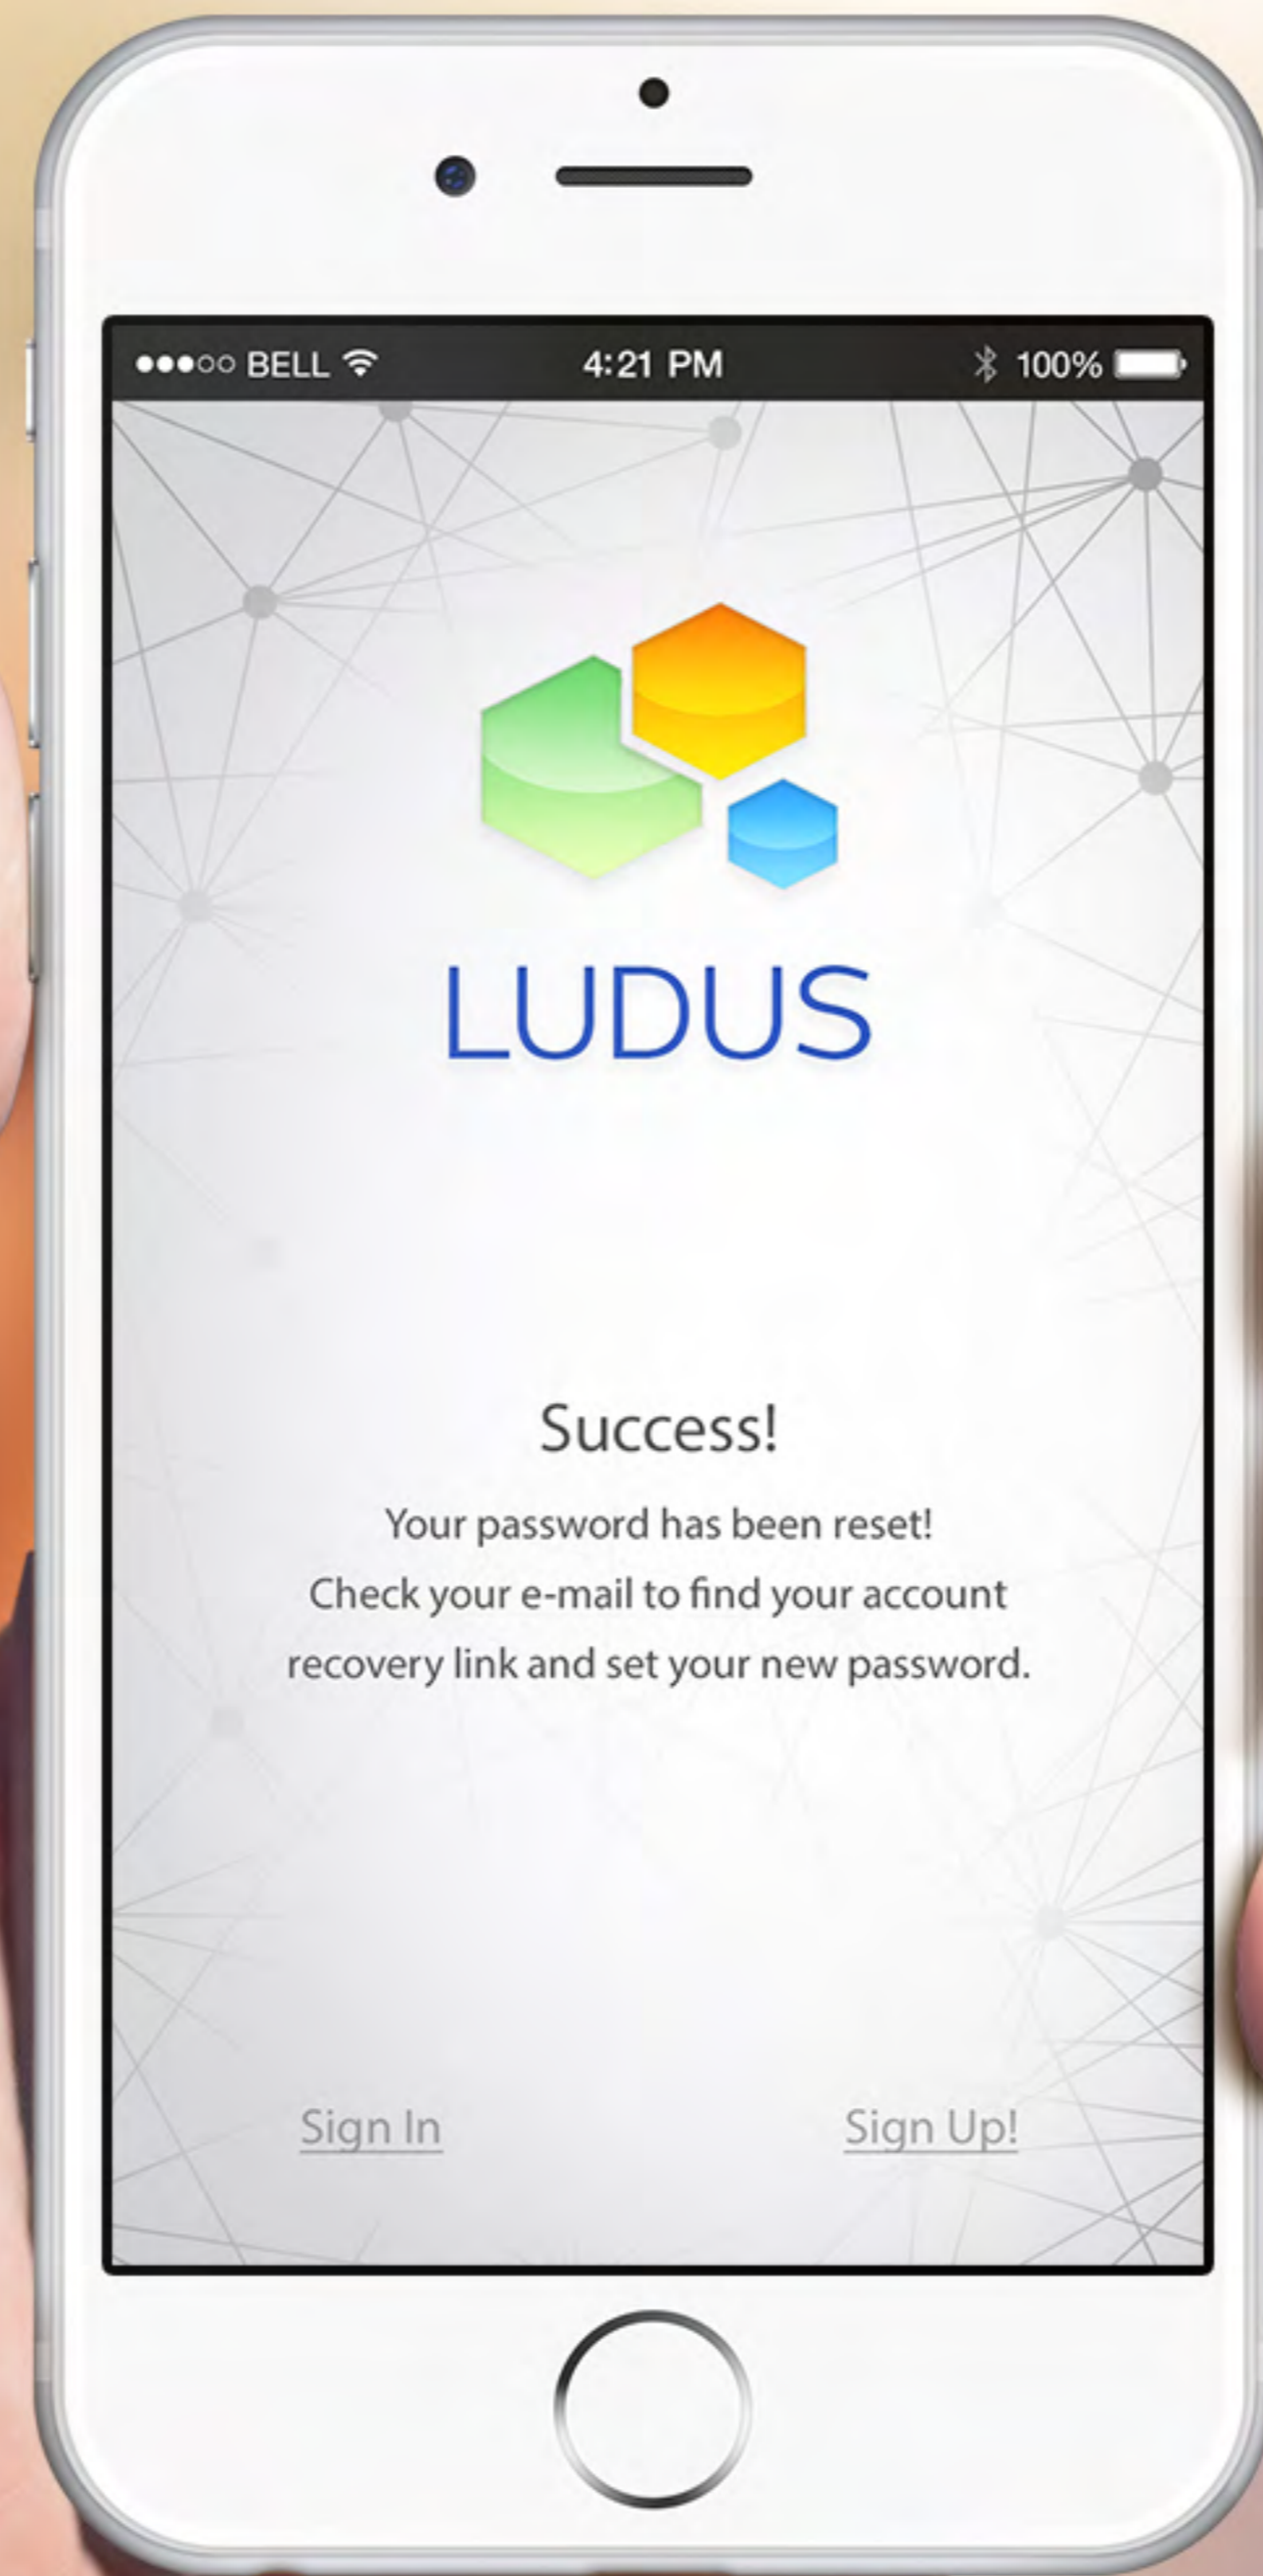 BELL 4:21 PM 100%
LUDUS
Success!
Your password has been reset!
Check your e-mail to find your account
recovery link and set your new password.
Sign In Sign Up!